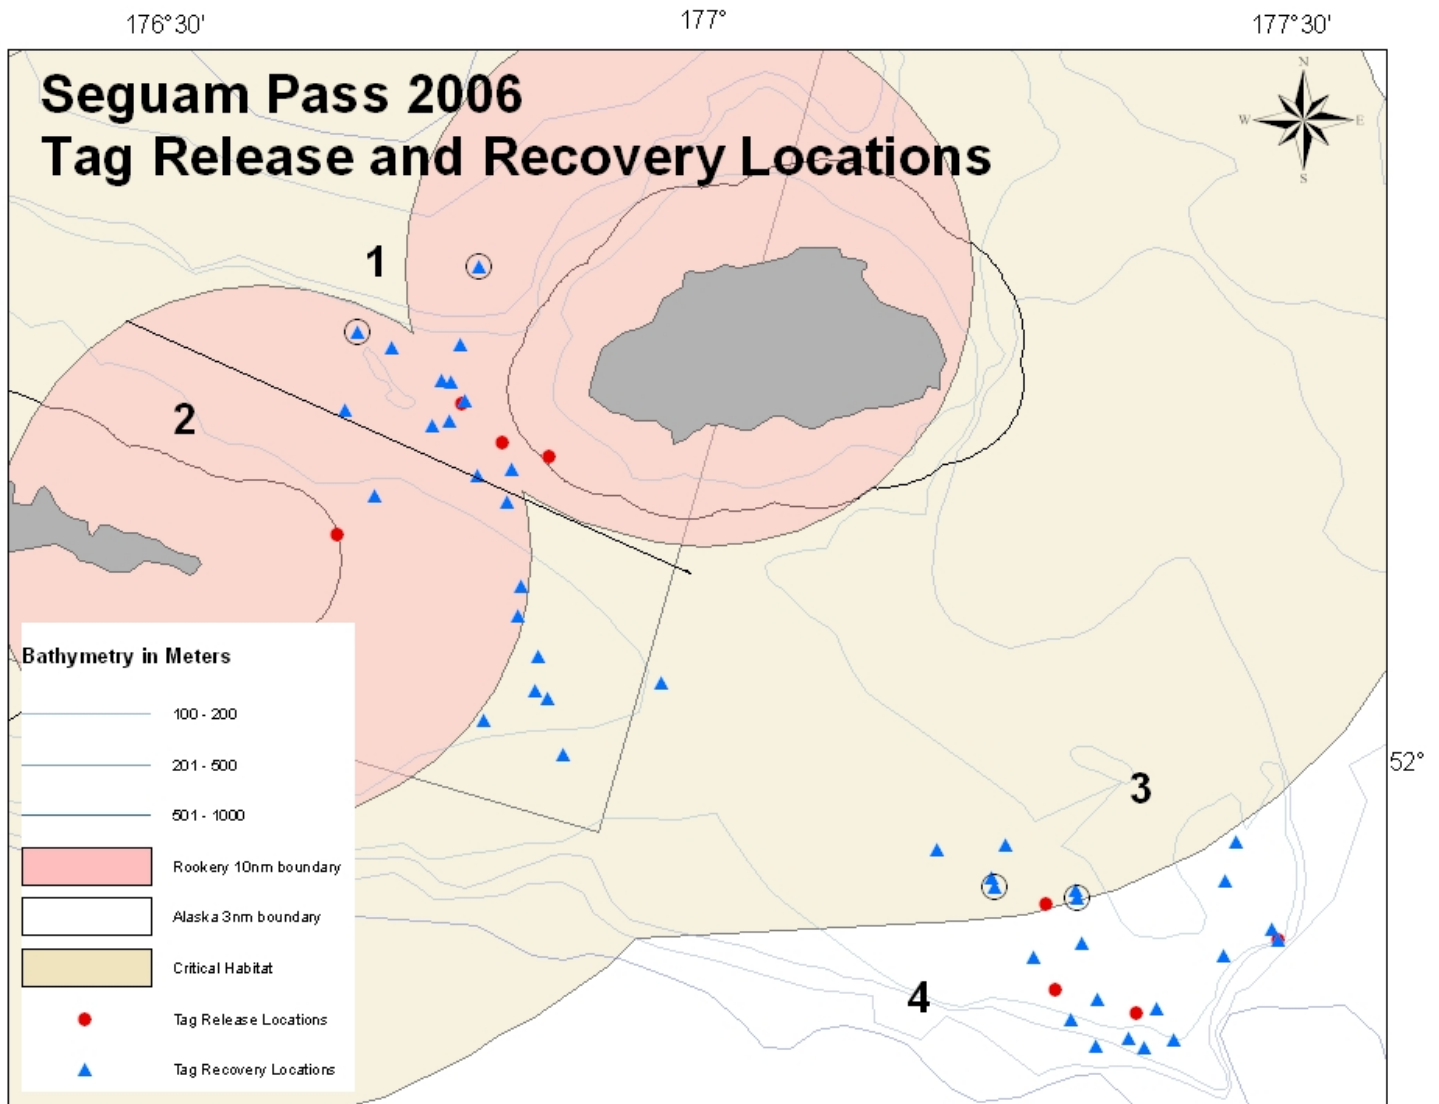 176°30'
177°
177°30'
Seguam Pass 2006
Tag Release and Recovery Locations
N
W
E
S
1
2
3
4
52°
Bathymetry in Meters
100 - 200
201 - 500
501 - 1000
Rookery 10nm boundary
Alaska 3nm boundary
Critical Habitat
Tag Release Locations
Tag Recovery Locations